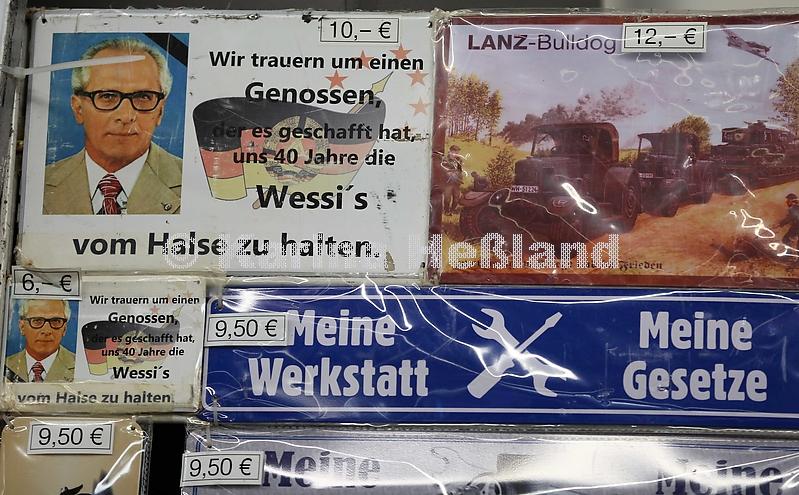 10,– €
Wir trauern um einen
Genossen,
der es geschafft hat,
uns 40 Jahre die
Wessi´s
vom Halse zu halten.
LANZ-Bulldog
12,– €
Frieden
6,– €
Wir trauern um einen
Genossen,
der es geschafft hat,
uns 40 Jahre die
Wessi´s
vom Halse zu halten.
9,50 €
Meine
Werkstatt
Meine
Gesetze
9,50 €
9,50 €
Meine
Meine
Heßland